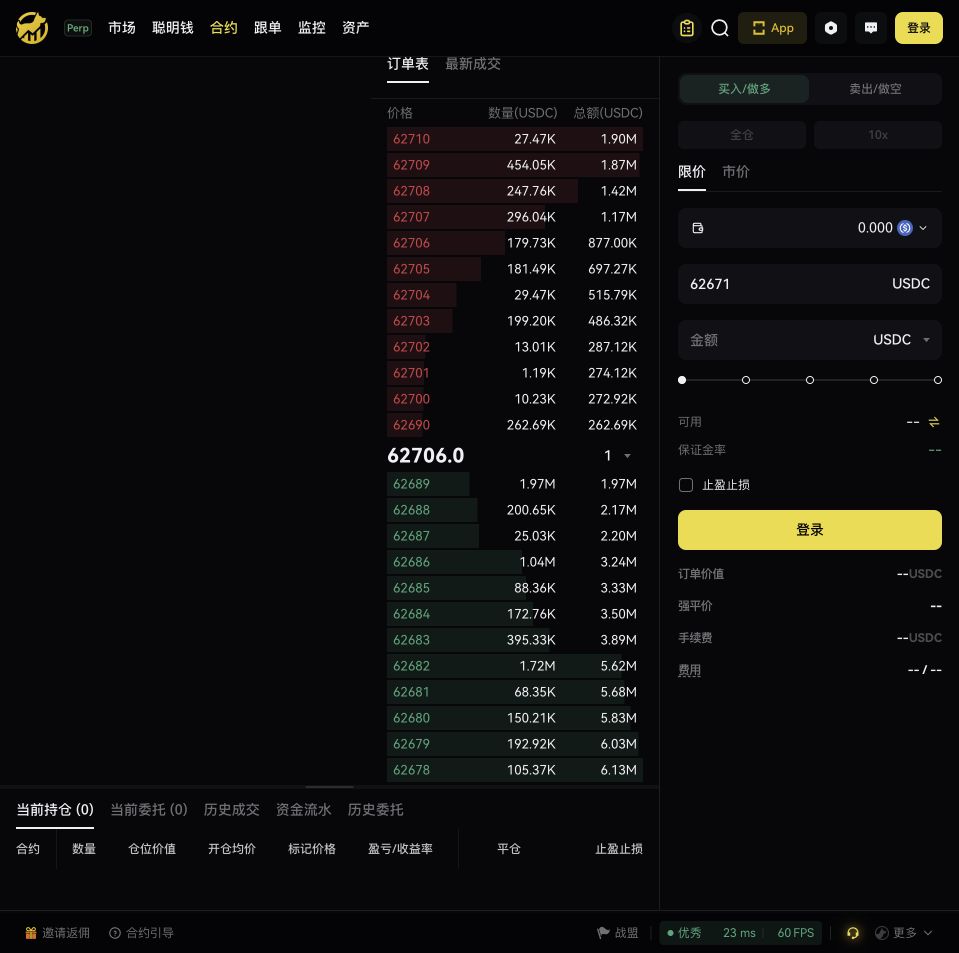 Perp 市场 聪明钱 合约 跟单 监控 资产 App 登录
订单表 最新成交
价格 数量(USDC) 总额(USDC)
62710 27.47K 1.90M
62709 454.05K 1.87M
62708 247.76K 1.42M
62707 296.04K 1.17M
62706 179.73K 877.00K
62705 181.49K 697.27K
62704 29.47K 515.79K
62703 199.20K 486.32K
62702 13.01K 287.12K
62701 1.19K 274.12K
62700 10.23K 272.92K
62690 262.69K 262.69K
62706.0 1
62689 1.97M 1.97M
62688 200.65K 2.17M
62687 25.03K 2.20M
62686 1.04M 3.24M
62685 88.36K 3.33M
62684 172.76K 3.50M
62683 395.33K 3.89M
62682 1.72M 5.62M
62681 68.35K 5.68M
62680 150.21K 5.83M
62679 192.92K 6.03M
62678 105.37K 6.13M
买入/做多 卖出/做空
全仓 10x
限价 市价
0.000
62671 USDC
金额 USDC
可用 --
保证金率 --
止盈止损
登录
订单价值 --USDC
强平价 --
手续费 --USDC
费用 -- / --
当前持仓 (0) 当前委托 (0) 历史成交 资金流水 历史委托
合约 数量 仓位价值 开仓均价 标记价格 盈亏/收益率 平仓 止盈止损
邀请返佣 合约引导 战盟 优秀 23 ms 60 FPS 更多